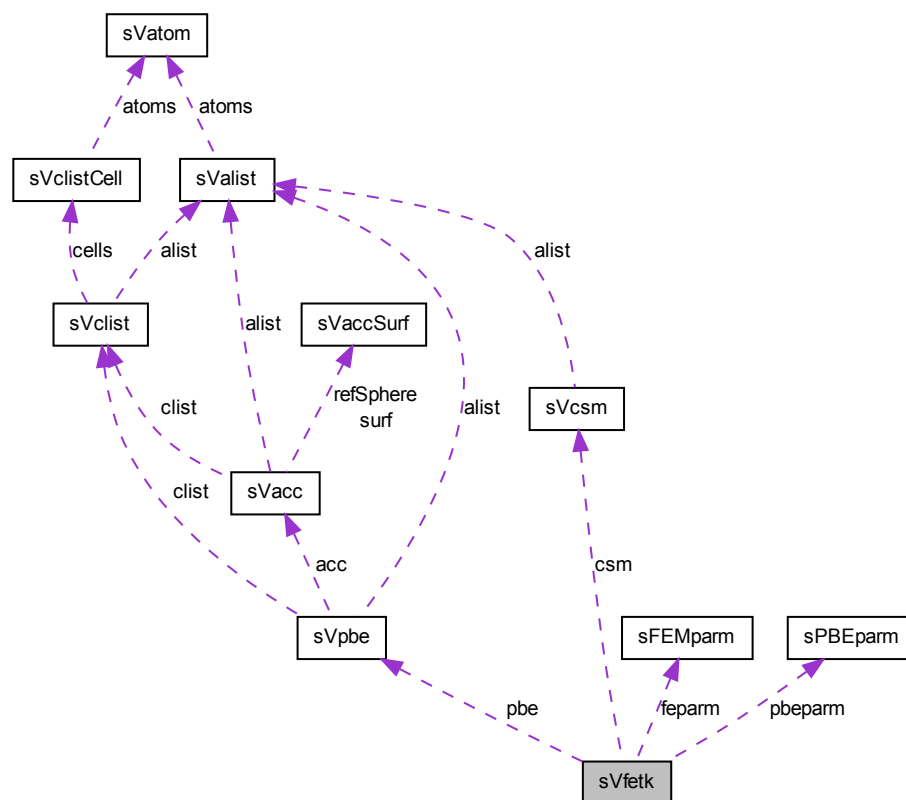 sVatom
atoms
atoms
sVclistCell
sValist
cells
alist
alist
sVclist
alist
sVaccSurf
refSphere
surf
clist
alist
sVcsm
clist
sVacc
acc
csm
sVpbe
sFEMparm
sPBEparm
pbe
feparm
pbeparm
sVfetk